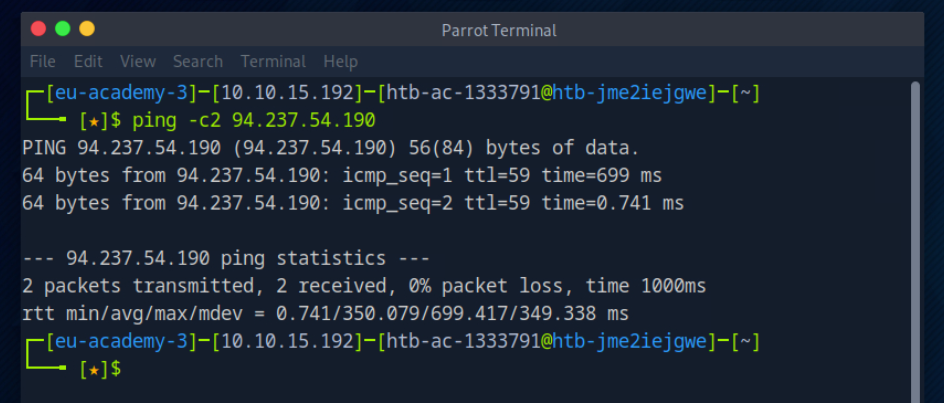 Parrot Terminal
File Edit View Search Terminal Help
┌─[eu-academy-3]─[10.10.15.192]─[htb-ac-1333791@htb-jme2iejgwe]─[~]
└──╼ [★]$ ping -c2 94.237.54.190
PING 94.237.54.190 (94.237.54.190) 56(84) bytes of data.
64 bytes from 94.237.54.190: icmp_seq=1 ttl=59 time=699 ms
64 bytes from 94.237.54.190: icmp_seq=2 ttl=59 time=0.741 ms
--- 94.237.54.190 ping statistics ---
2 packets transmitted, 2 received, 0% packet loss, time 1000ms
rtt min/avg/max/mdev = 0.741/350.079/699.417/349.338 ms
┌─[eu-academy-3]─[10.10.15.192]─[htb-ac-1333791@htb-jme2iejgwe]─[~]
└──╼ [★]$